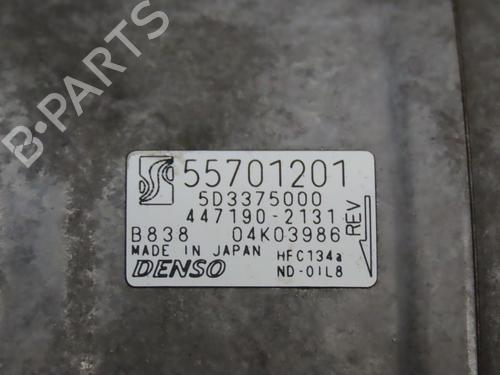 B-PARTS
55701201
5D3375000
447190-2131
B838 04K03986
REV
MADE IN JAPAN HFC134a
DENSO ND-OIL8